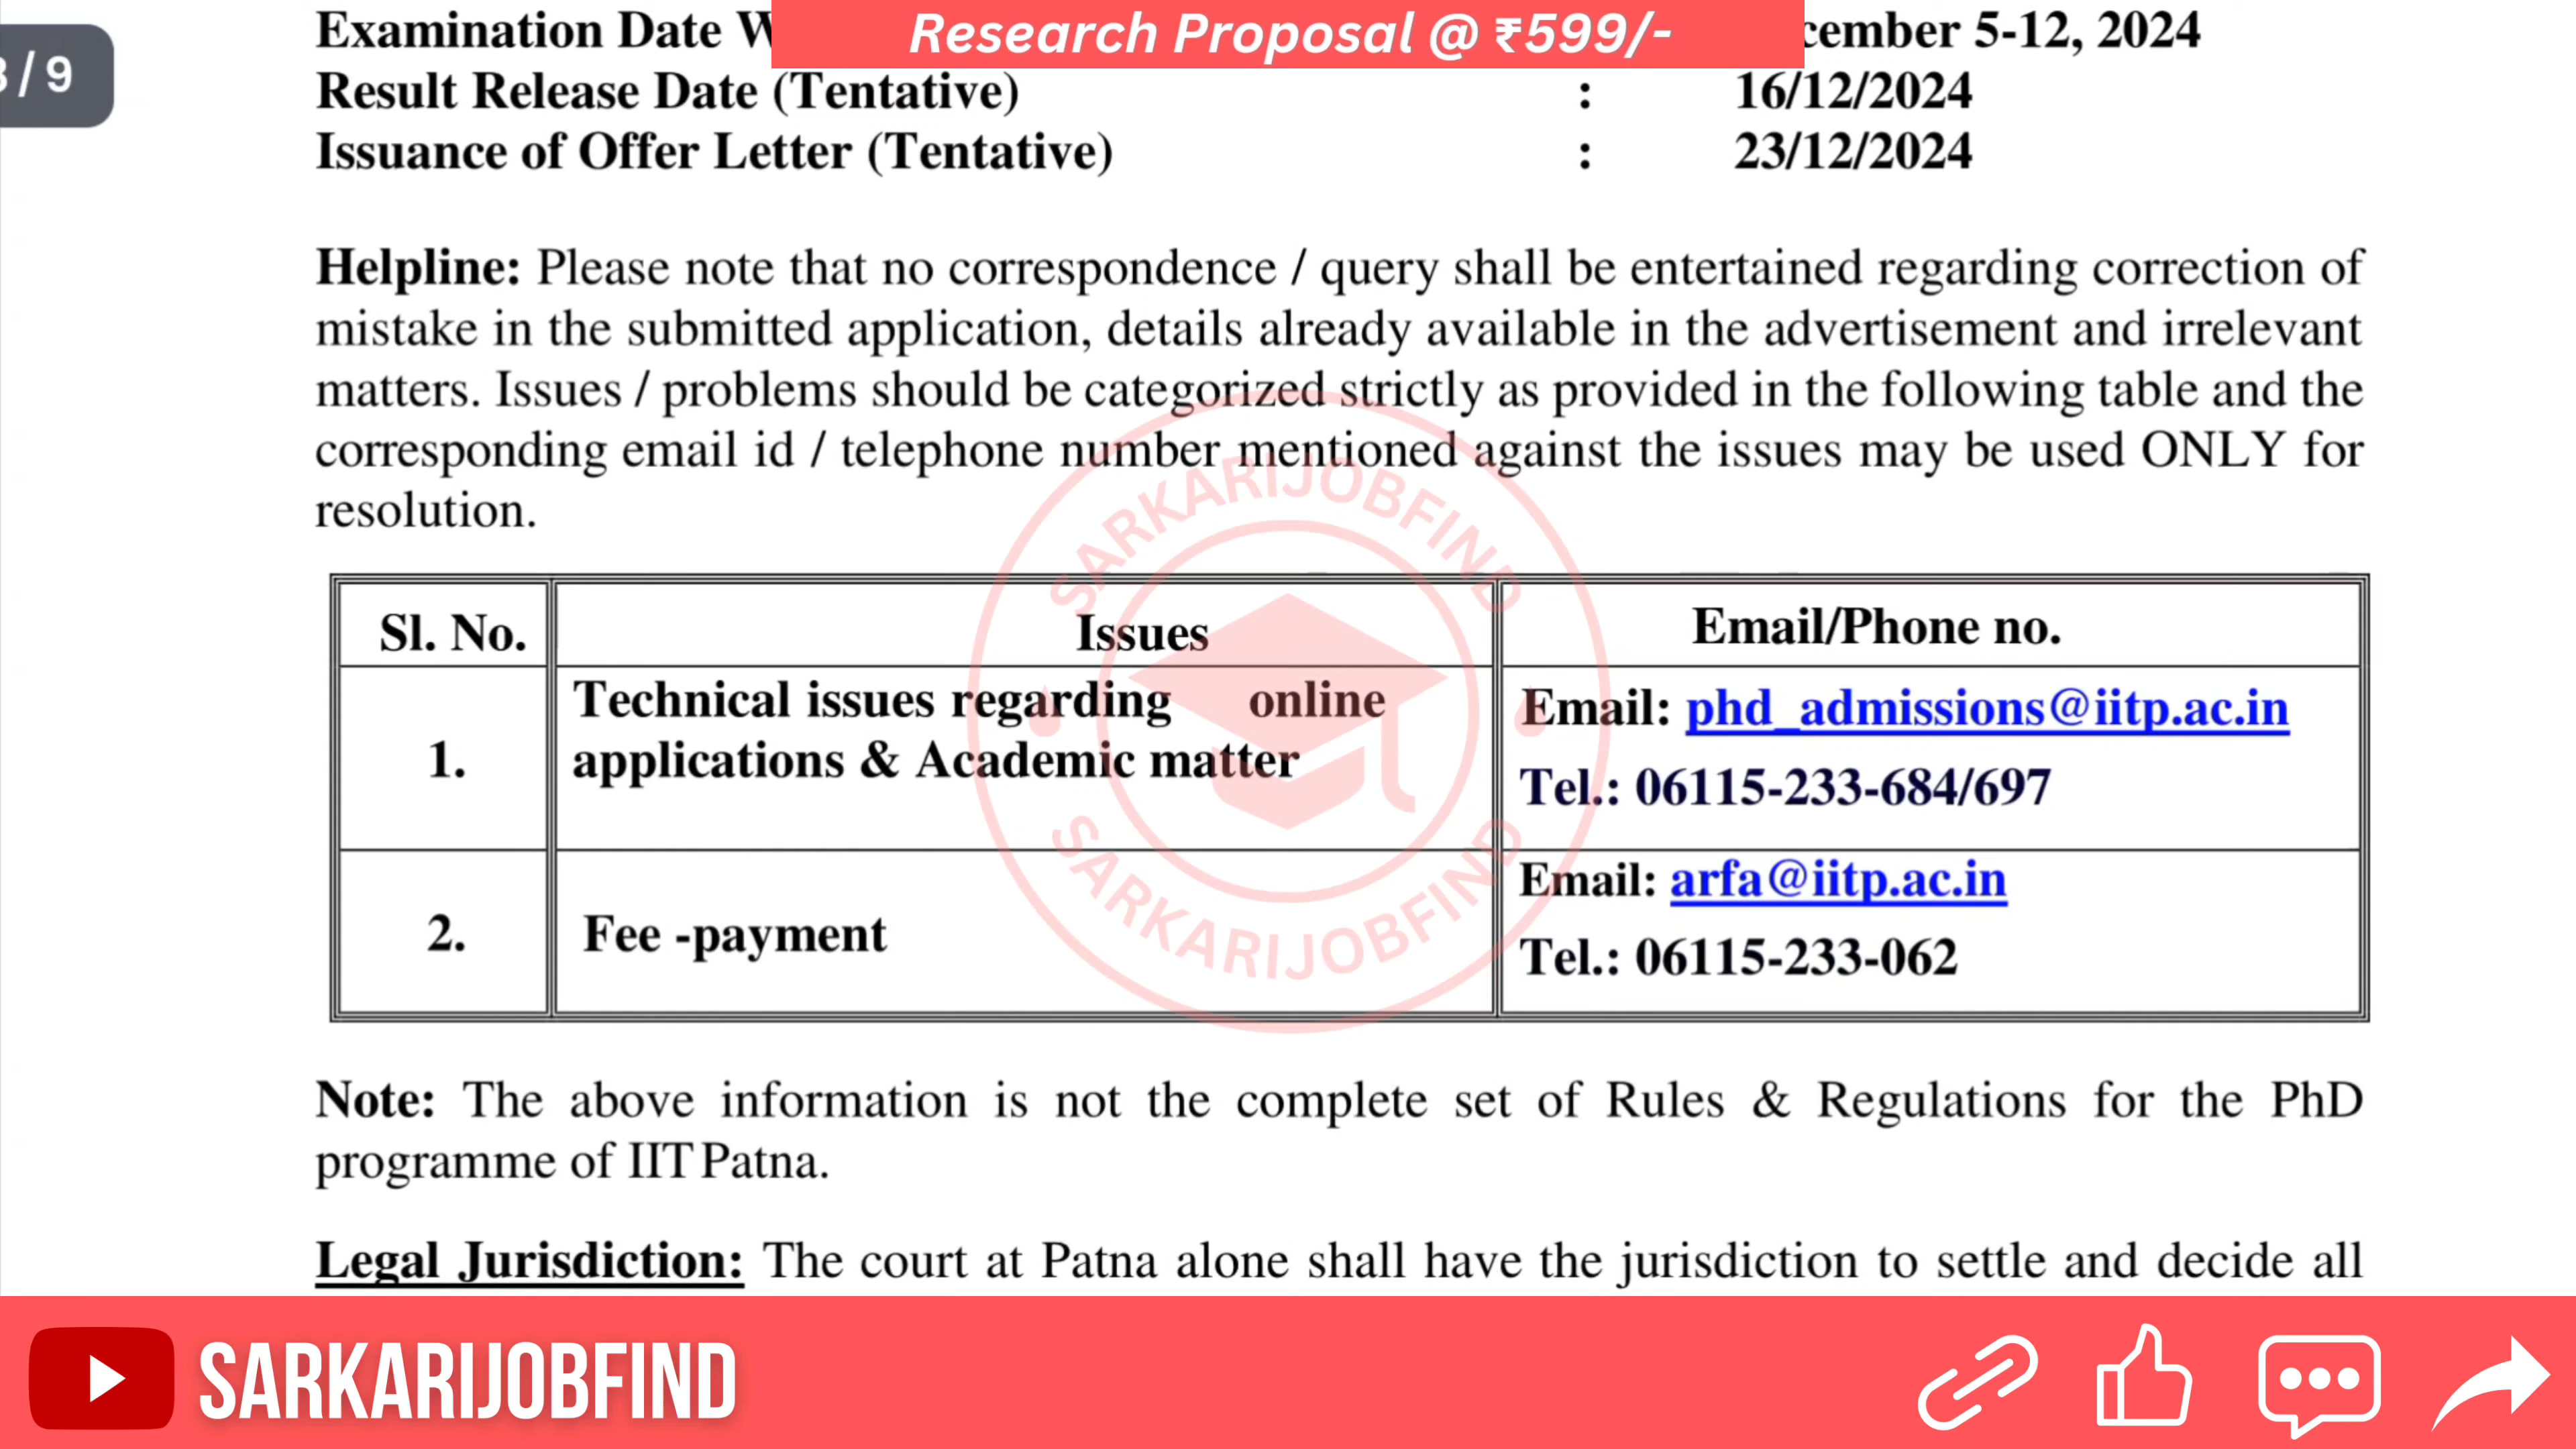 Research Proposal @ ₹599/-
Examination Date 5-12, 2024
/ 9
Result Release Date (Tentative) : 16/12/2024
Issuance of Offer Letter (Tentative) : 23/12/2024
Helpline: Please note that no correspondence / query shall be entertained regarding correction of
mistake in the submitted application, details already available in the advertisement and irrelevant
matters. Issues / problems should be categorized strictly as provided in the following table and the
corresponding email id / telephone number mentioned against the issues may be used ONLY for
resolution.
SARKARIJOBFIND
Sl. No. Issues Email/Phone no.
1. Technical issues regarding online
applications & Academic matter
Email: phd_admissions@iitp.ac.in
Tel.: 06115-233-684/697
2. Fee -payment
Email: arfa@iitp.ac.in
Tel.: 06115-233-062
SARKARIJOBFIND
Note: The above information is not the complete set of Rules & Regulations for the PhD
programme of IIT Patna.
Legal Jurisdiction: The court at Patna alone shall have the jurisdiction to settle and decide all
SARKARIJOBFIND